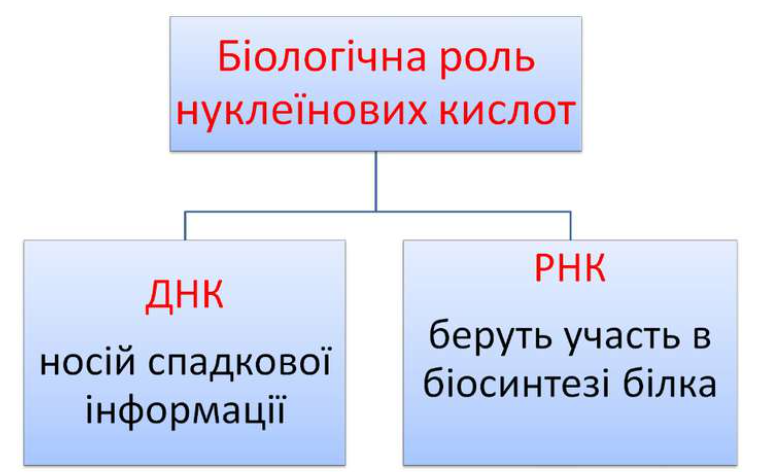 Біологічна роль
нуклеїнових кислот
ДНК
носій спадкової
інформації
РНК
беруть участь в
біосинтезі білка